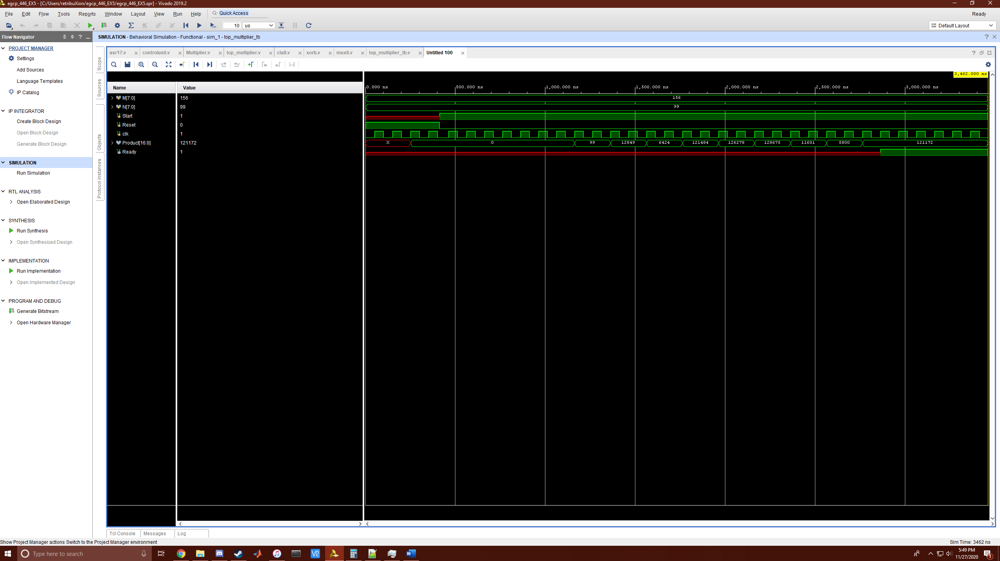 egcp_446_EX5 - [C:/Users/retribuXion/egcp_446_EX5/egcp_446_EX5.xpr] - Vivado 2019.2
File Edit Flow Tools Reports Window Layout View Run Help Quick Access Ready
10 us Default Layout
Flow Navigator
SIMULATION - Behavioral Simulation - Functional - sim_1 - top_multiplier_tb
PROJECT MANAGER
Settings
Add Sources
Language Templates
IP Catalog
IP INTEGRATOR
Create Block Design
Open Block Design
Generate Block Design
SIMULATION
Run Simulation
RTL ANALYSIS
Open Elaborated Design
SYNTHESIS
Run Synthesis
Open Synthesized Design
IMPLEMENTATION
Run Implementation
Open Implemented Design
PROGRAM AND DEBUG
Generate Bitstream
Open Hardware Manager
Scope
Sources
Objects
Protocol Instances
asr17.v controlunit.v Multiplier.v top_multiplier.v cla8.v xorb.v mux8.v top_multiplier_tb.v Untitled 100
3,462.000 ns
Name Value 0.000 ns 500.000 ns 1,000.000 ns 1,500.000 ns 2,000.000 ns 2,500.000 ns 3,000.000 ns
M[7:0] 156 156
N[7:0] 99 99
Start 1
Reset 0
clk 1
Product[16:0] 121172 X 0 99 12849 6424 121484 126278 128675 11601 5800 121172
Ready 1
Tcl Console Messages Log
Show Project Manager actions Switch to the Project Manager environment Sim Time: 3462 ns
Type here to search
5:49 PM
11/27/2020
1